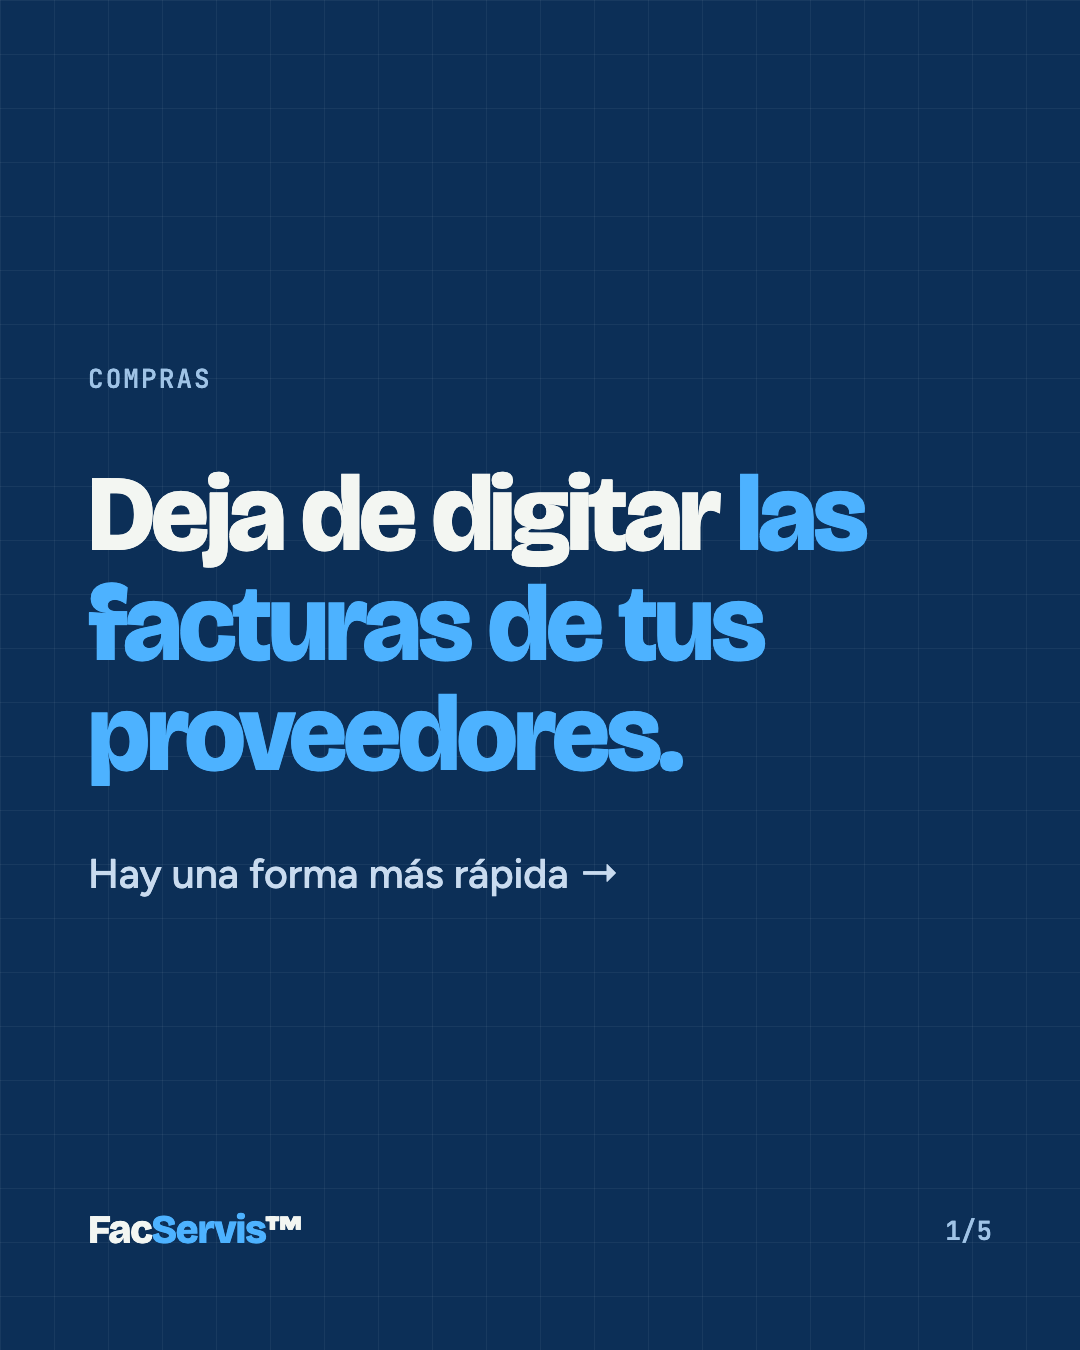 COMPRAS
Deja de digitar las
facturas de tus
proveedores.
Hay una forma más rápida →
FacServis™
1/5